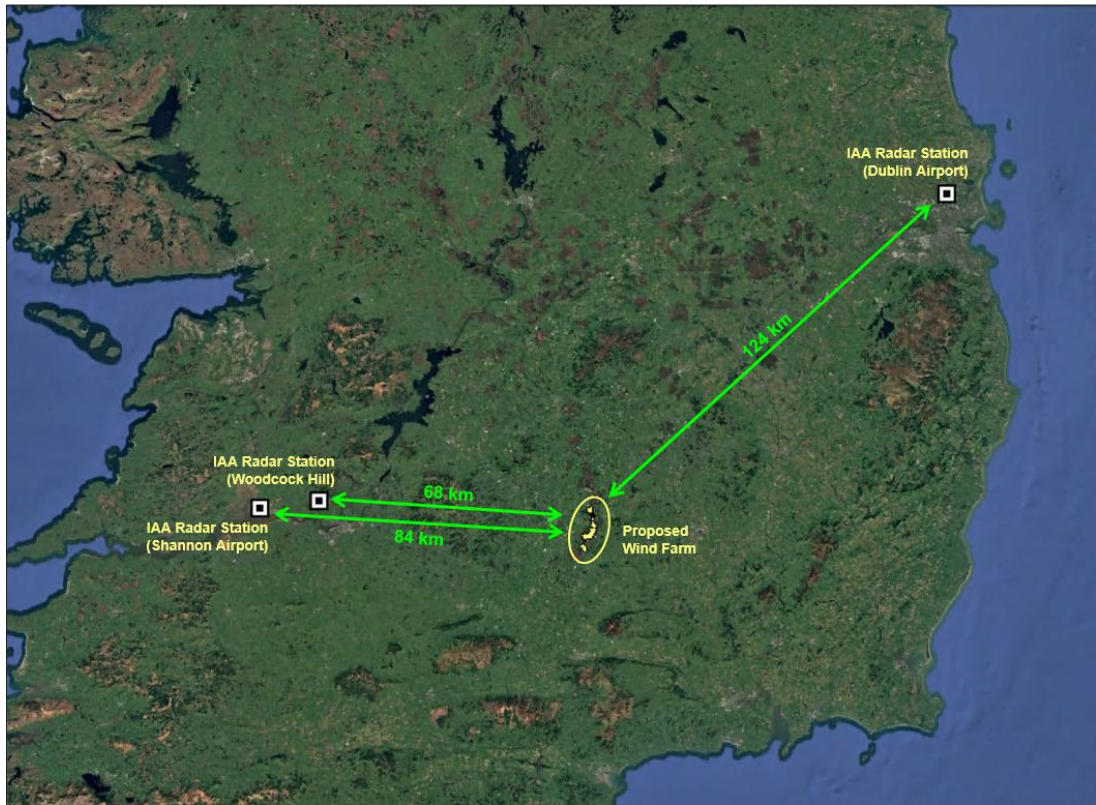 IAA Radar Station
(Dublin Airport)
124 km
IAA Radar Station
(Woodcock Hill)
68 km
IAA Radar Station
(Shannon Airport)
84 km
Proposed
Wind Farm